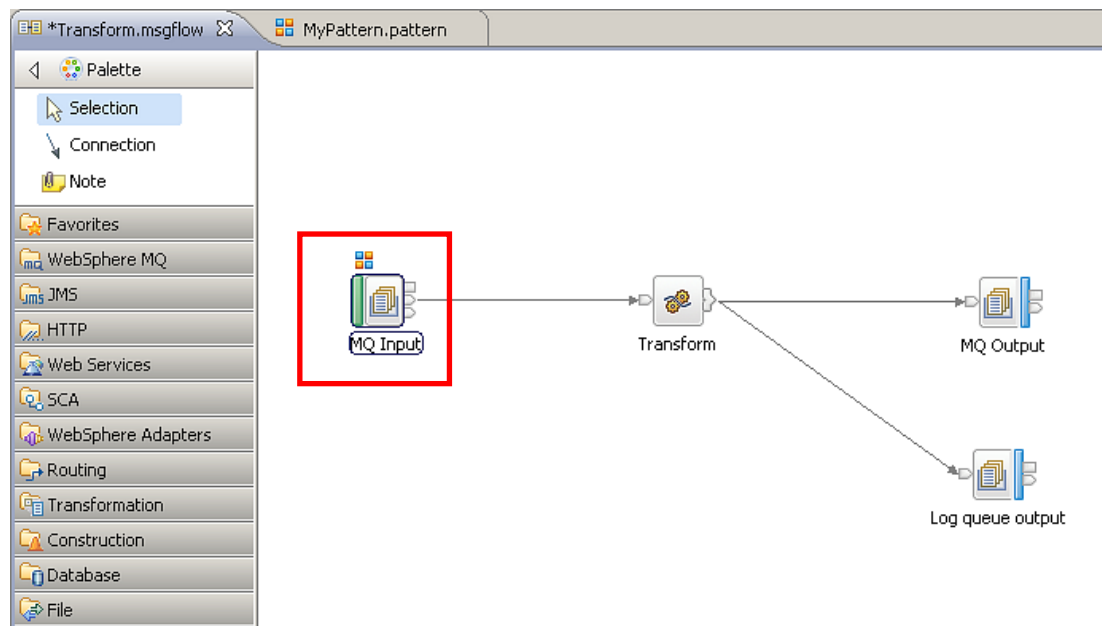 *Transform.msgflow
MyPattern.pattern
Palette
Selection
Connection
Note
Favorites
WebSphere MQ
JMS
HTTP
Web Services
SCA
WebSphere Adapters
Routing
Transformation
Construction
Database
File
MQ Input
Transform
MQ Output
Log queue output